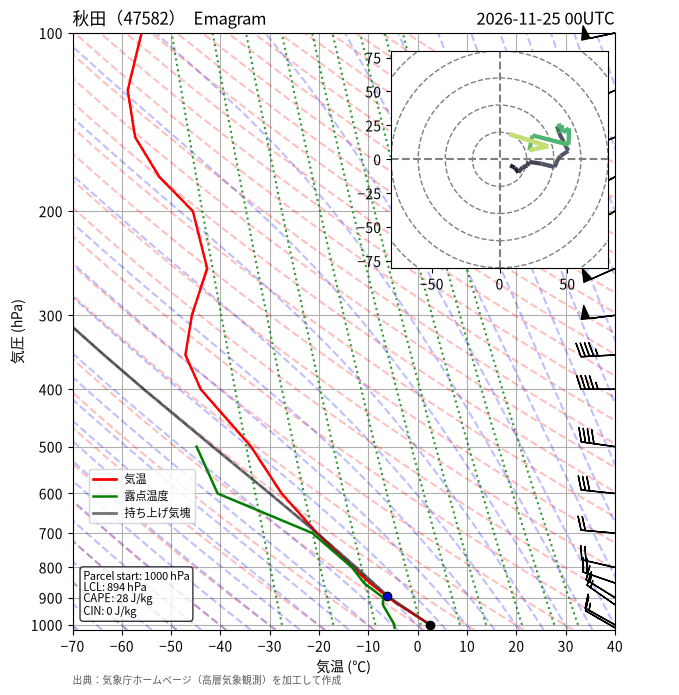 秋田（47582） Emagram
2026-11-25 00UTC
100
200
300
400
500
600
700
800
900
1000
気圧 (hPa)
75
50
25
0
−25
−50
−75
−50
0
50
気温
露点温度
持ち上げ気塊
Parcel start: 1000 hPa
LCL: 894 hPa
CAPE: 28 J/kg
CIN: 0 J/kg
−70
−60
−50
−40
−30
−20
−10
0
10
20
30
40
気温 (℃)
出典：気象庁ホームページ（高層気象観測）を加工して作成